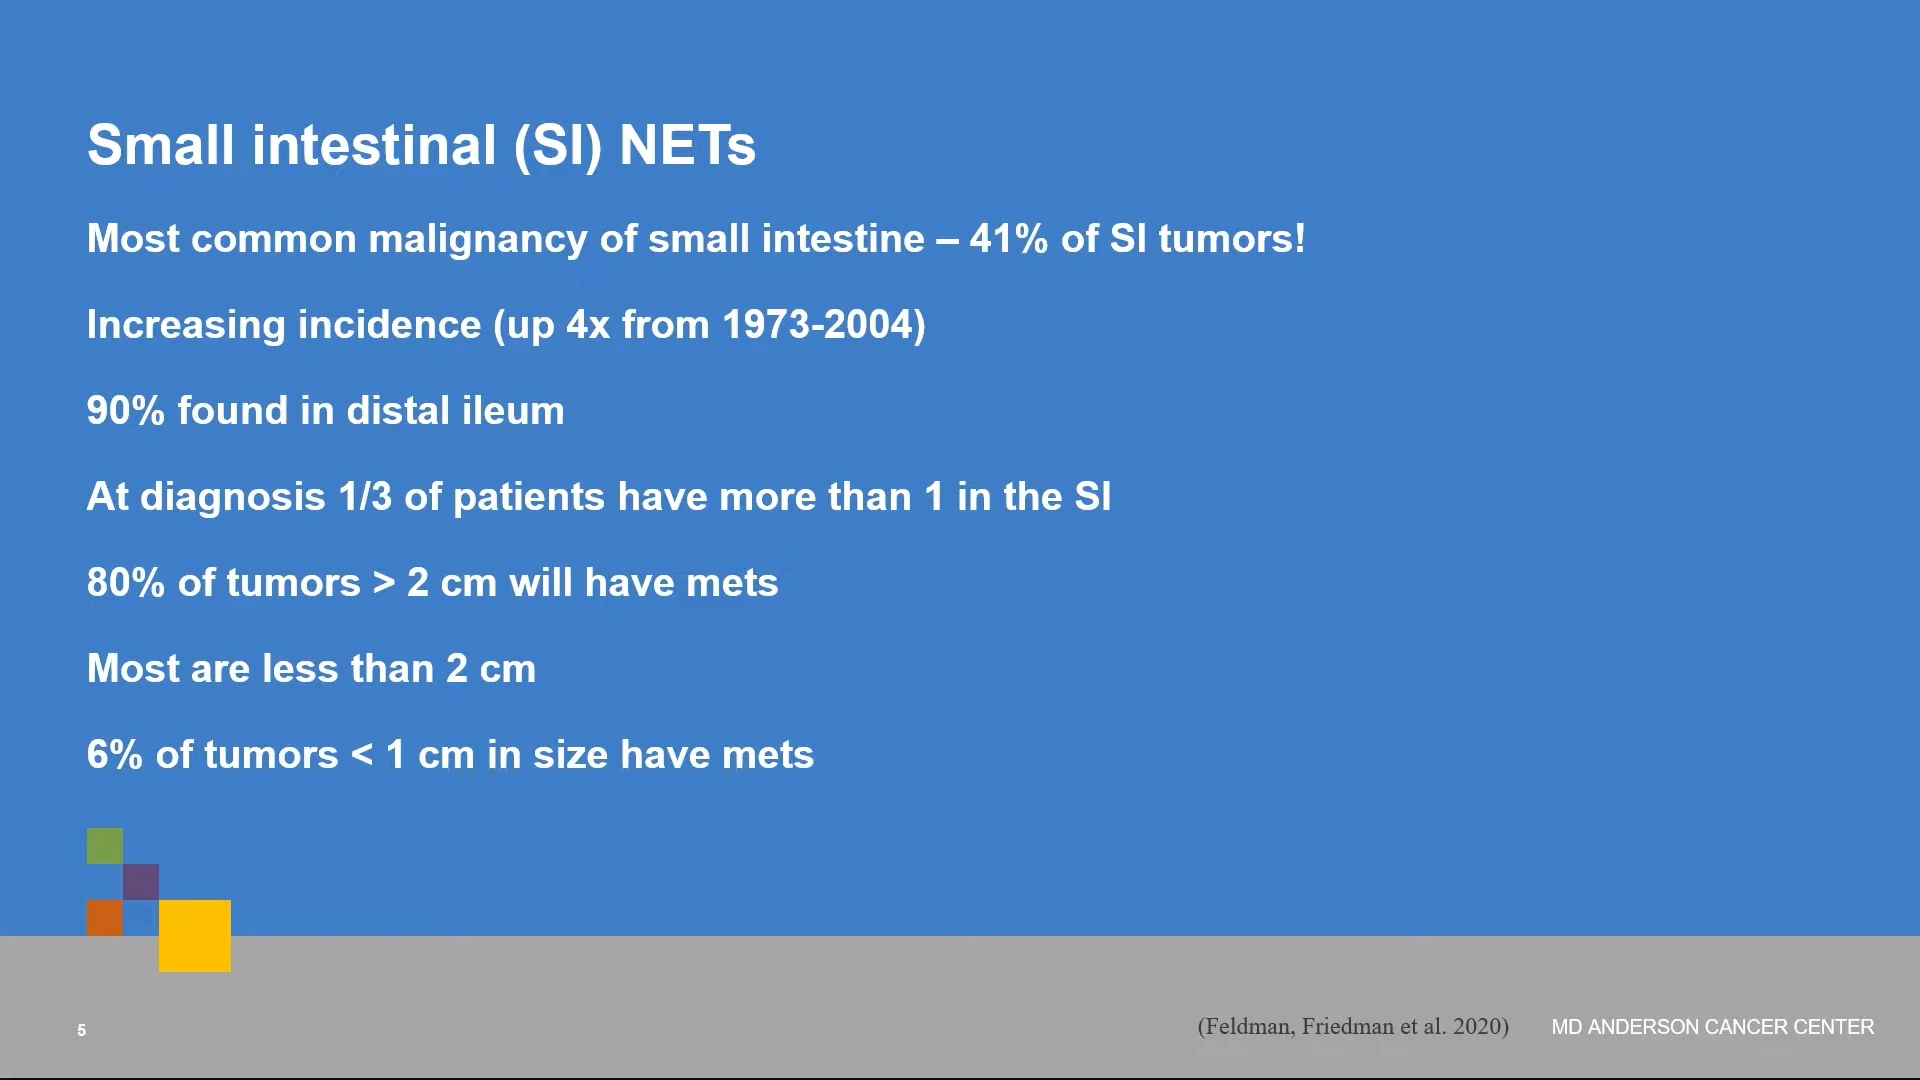 Small intestinal (SI) NETs
Most common malignancy of small intestine – 41% of SI tumors!
Increasing incidence (up 4x from 1973-2004)
90% found in distal ileum
At diagnosis 1/3 of patients have more than 1 in the SI
80% of tumors > 2 cm will have mets
Most are less than 2 cm
6% of tumors < 1 cm in size have mets
5
(Feldman, Friedman et al. 2020)
MD ANDERSON CANCER CENTER